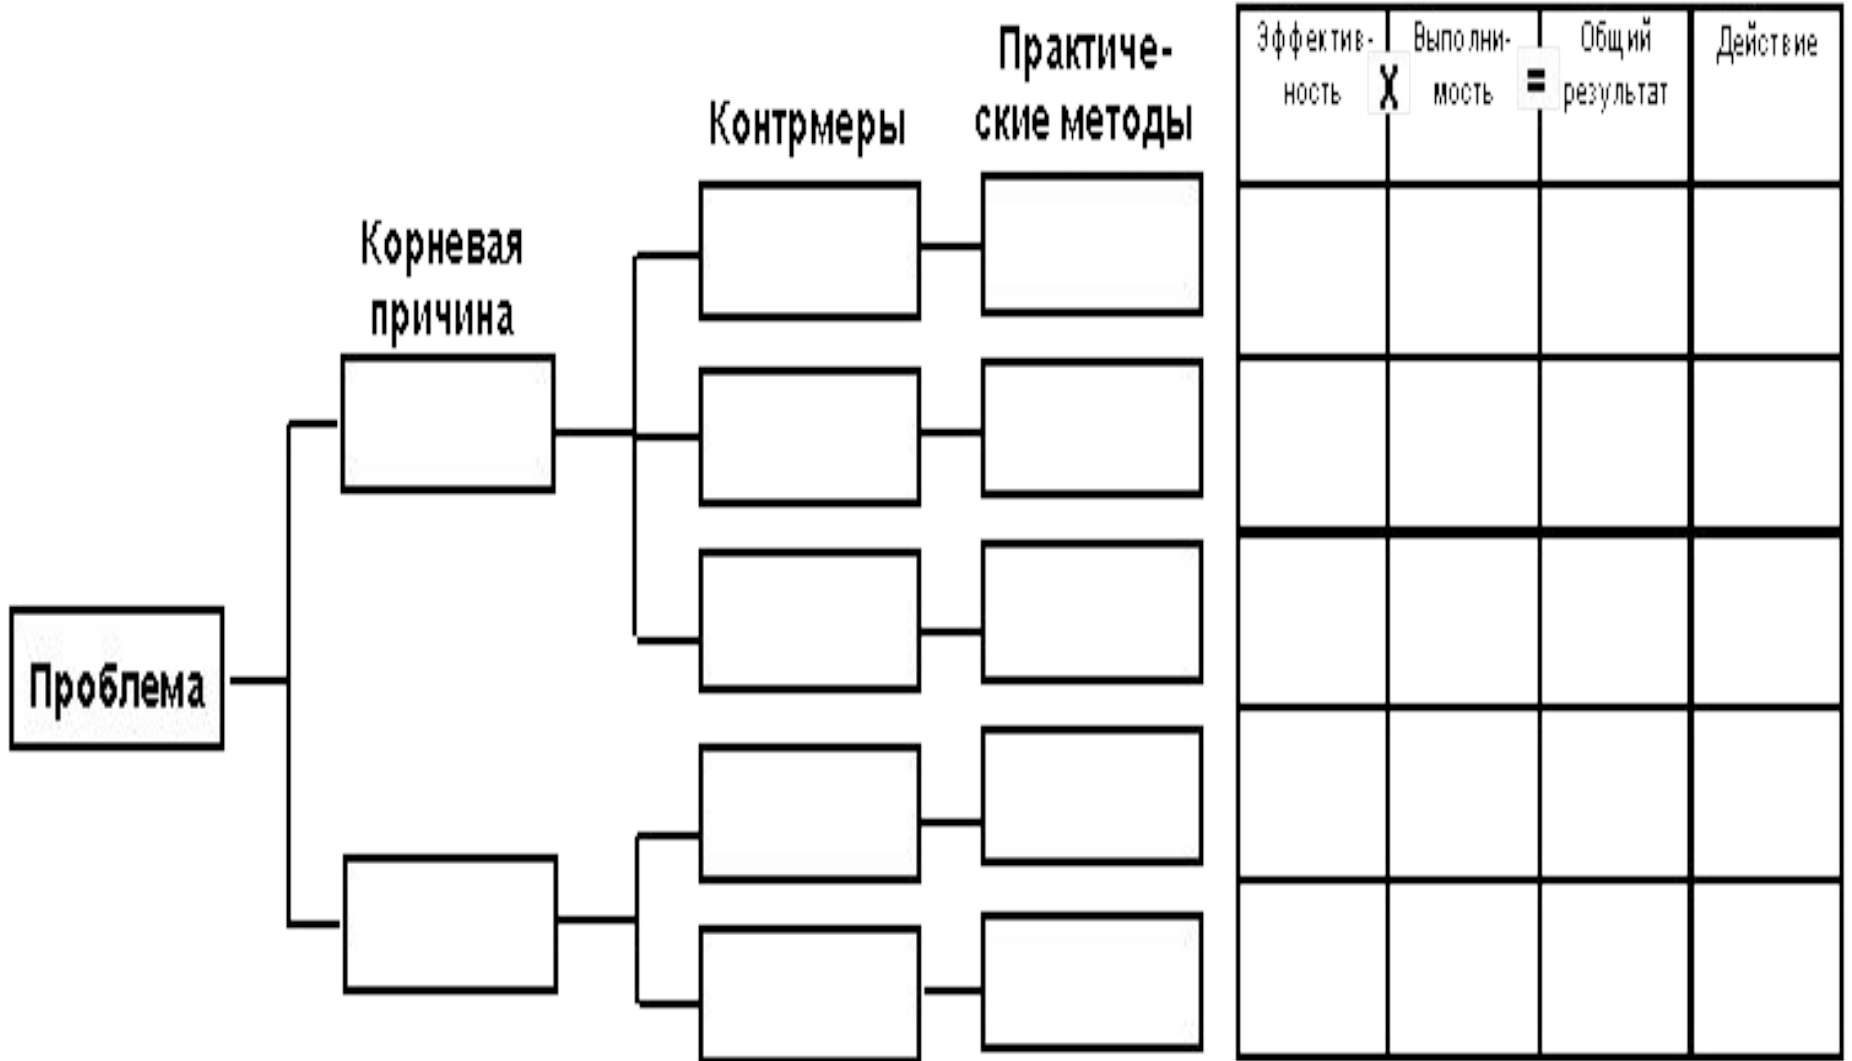 Практиче-
ские методы
Контрмеры
Корневая
причина
Проблема
Эффектив-
ность
X
Выполни-
мость
=
Общий
результат
Действие